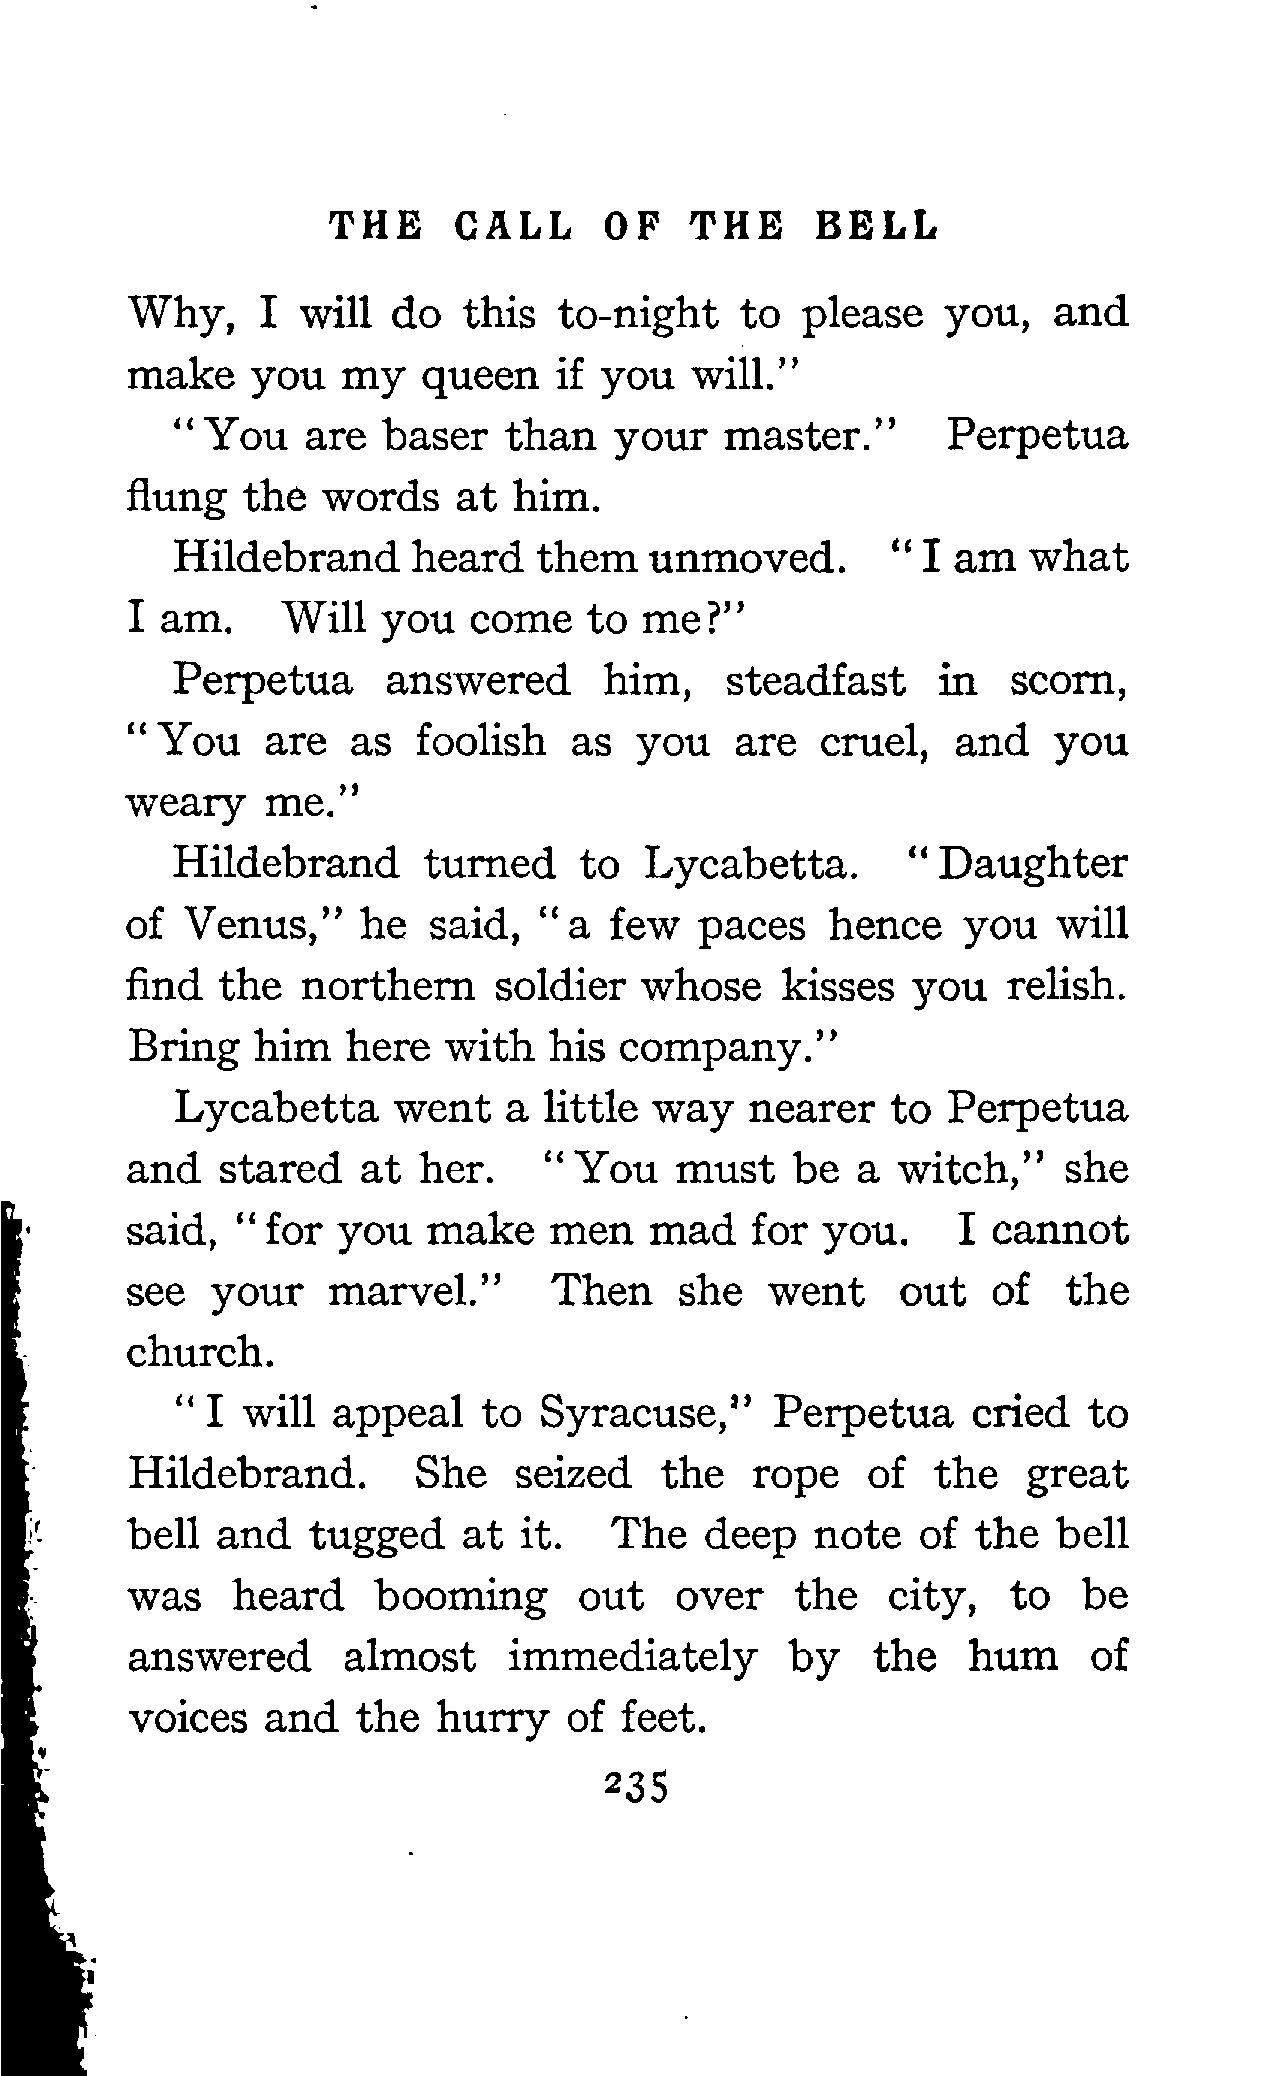 THE CALL OF THE BELL
Why, I will do this to-night to please you, and
make you my queen if you will."
"You are baser than your master." Perpetua
flung the words at him.
Hildebrand heard them unmoved. "I am what
I am. Will you come to me?"
Perpetua answered him, steadfast in scorn,
"You are as foolish as you are cruel, and you
weary me."
Hildebrand turned to Lycabetta. "Daughter
of Venus," he said, "a few paces hence you will
find the northern soldier whose kisses you relish.
Bring him here with his company."
Lycabetta went a little way nearer to Perpetua
and stared at her. "You must be a witch," she
said, "for you make men mad for you. I cannot
see your marvel." Then she went out of the
church.
"I will appeal to Syracuse," Perpetua cried to
Hildebrand. She seized the rope of the great
bell and tugged at it. The deep note of the bell
was heard booming out over the city, to be
answered almost immediately by the hum of
voices and the hurry of feet.
235